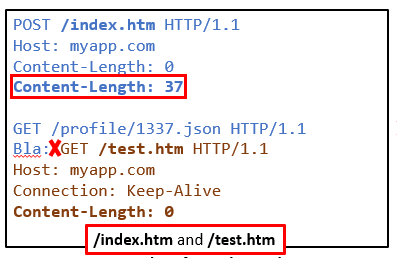 POST /index.htm HTTP/1.1
Host: myapp.com
Content-Length: 0
Content-Length: 37
GET /profile/1337.json HTTP/1.1
Bla: GET /test.htm HTTP/1.1
Host: myapp.com
Connection: Keep-Alive
Content-Length: 0
/index.htm and /test.htm